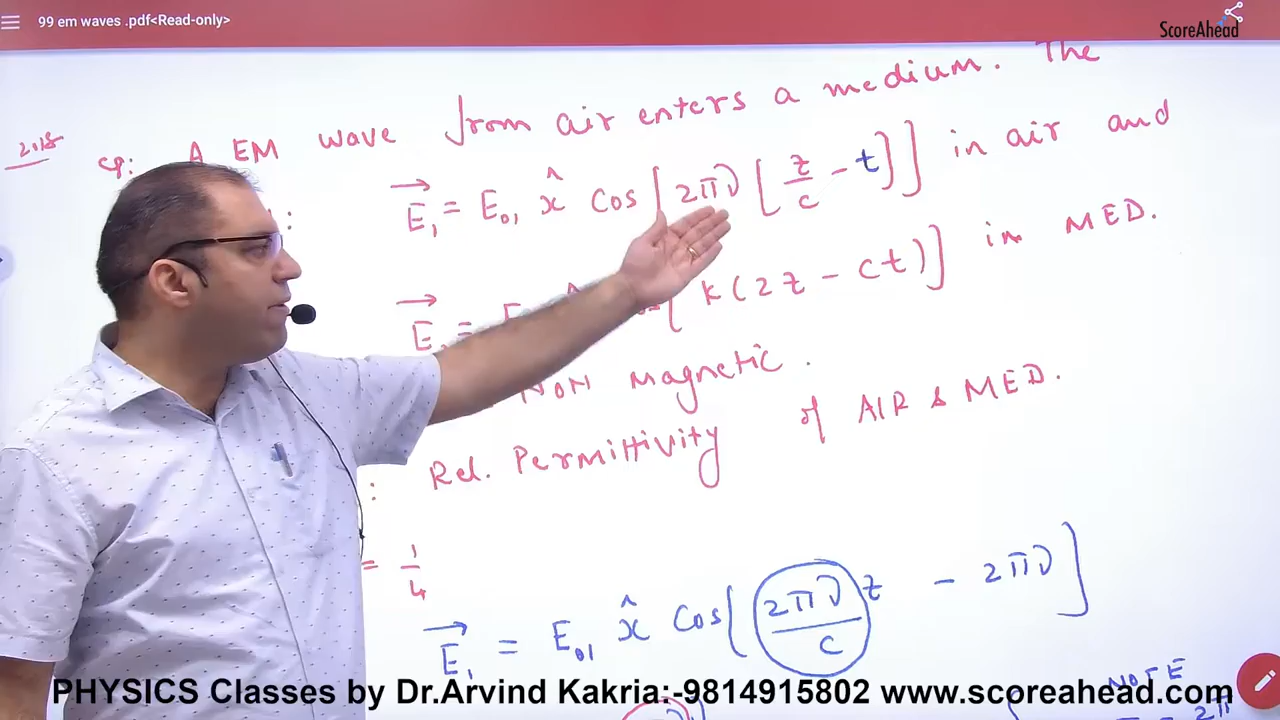 99 em waves .pdf<Read-only>
ScoreAhead
2018
Q: A EM wave from air enters a medium. The
E₁ = E₀₁ x̂ Cos[2πν[z/c - t]] in air and
k(2z - ct)] in MED.
NON magnetic.
Rel. Permittivity of AIR & MED.
= 1/4
E₁ = E₀₁ x̂ Cos[2πν/c z - 2πν]
NOTE
2π
PHYSICS Classes by Dr.Arvind Kakria:-9814915802 www.scoreahead.com